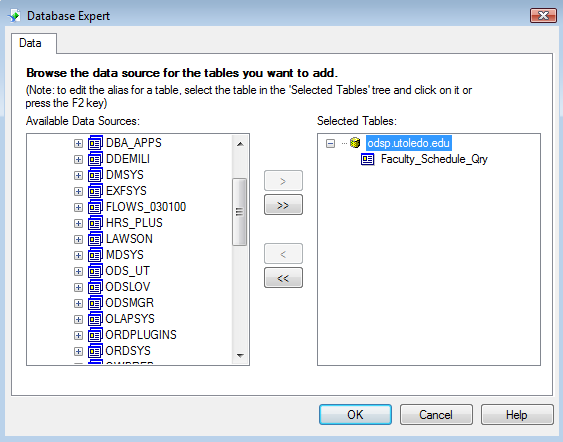 Database Expert
Data
Browse the data source for the tables you want to add.
(Note: to edit the alias for a table, select the table in the 'Selected Tables' tree and click on it or
press the F2 key)
Available Data Sources:
DBA_APPS
DDEMILI
DMSYS
EXFSYS
FLOWS_030100
HRS_PLUS
LAWSON
MDSYS
ODS_UT
ODSLOV
ODSMGR
OLAPSYS
ORDPLUGINS
ORDSYS
>
>>
<
<<
Selected Tables:
odsp.utoledo.edu
Faculty_Schedule_Qry
OK
Cancel
Help